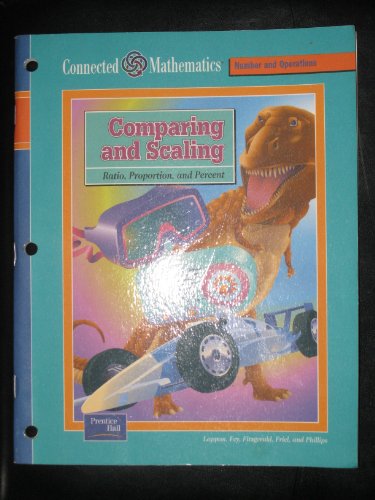 Connected Mathematics
Number and Operations
Comparing
and Scaling
Ratio, Proportion, and Percent
Prentice
Hall
Lappan, Fey, Fitzgerald, Friel, and Phillips